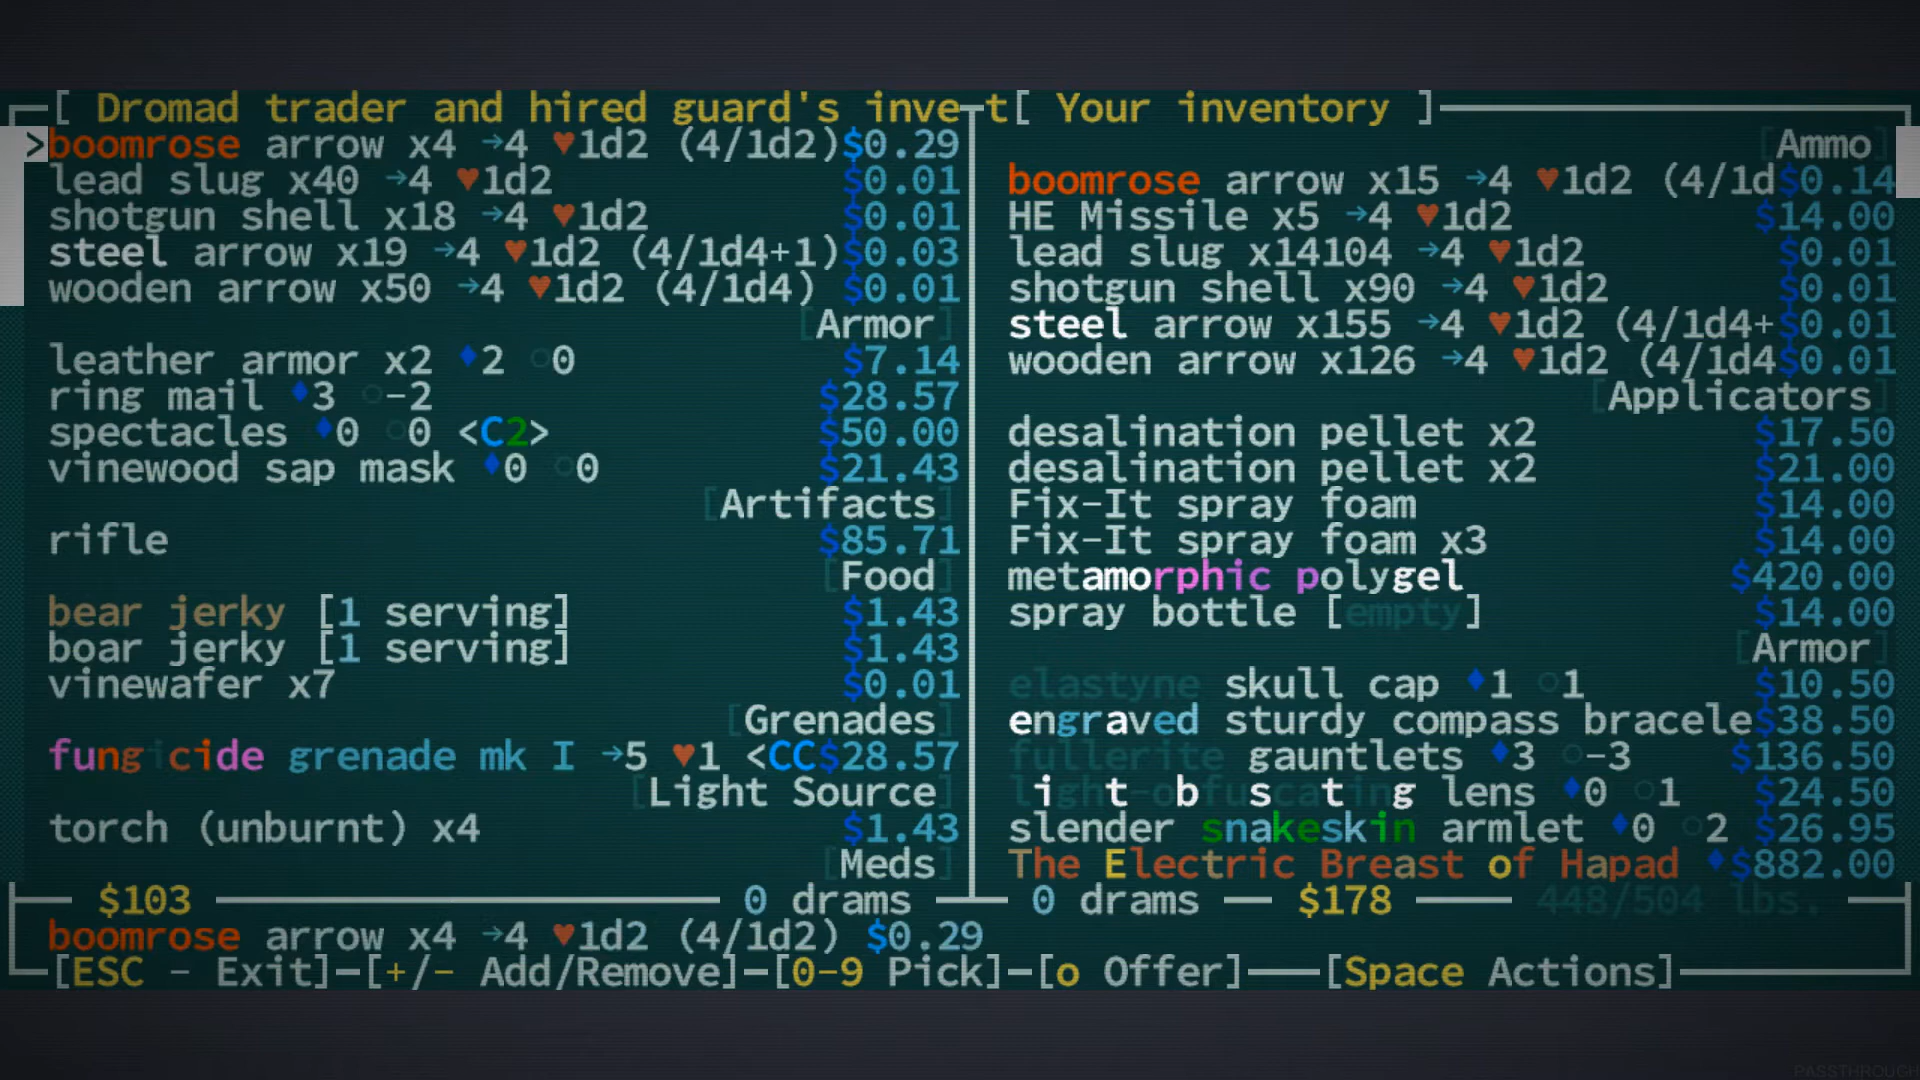 [ Dromad trader and hired guard's invent
>boomrose arrow x4 →4 ♥1d2 (4/1d2)$0.29
lead slug x40 →4 ♥1d2 $0.01
shotgun shell x18 →4 ♥1d2 $0.01
steel arrow x19 →4 ♥1d2 (4/1d4+1)$0.03
wooden arrow x50 →4 ♥1d2 (4/1d4) $0.01
[Armor]
leather armor x2 ♦2 ○0 $7.14
ring mail ♦3 ○-2 $28.57
spectacles ♦0 ○0 <C2> $50.00
vinewood sap mask ♦0 ○0 $21.43
[Artifacts]
rifle $85.71
[Food]
bear jerky [1 serving] $1.43
boar jerky [1 serving] $1.43
vinewafer x7 $0.01
[Grenades]
fungicide grenade mk I →5 ♥1 <CC$28.57
[Light Source]
torch (unburnt) x4 $1.43
[Meds]
$103 0 drams
[ Your inventory ]
[Ammo]
boomrose arrow x15 →4 ♥1d2 (4/1d$0.14
HE Missile x5 →4 ♥1d2 $14.00
lead slug x14104 →4 ♥1d2 $0.01
shotgun shell x90 →4 ♥1d2 $0.01
steel arrow x155 →4 ♥1d2 (4/1d4+$0.01
wooden arrow x126 →4 ♥1d2 (4/1d4$0.01
[Applicators]
desalination pellet x2 $17.50
desalination pellet x2 $21.00
Fix-It spray foam $14.00
Fix-It spray foam x3 $14.00
metamorphic polygel $420.00
spray bottle [empty] $14.00
[Armor]
elastyne skull cap ♦1 ○1 $10.50
engraved sturdy compass bracele$38.50
fullerite gauntlets ♦3 ○-3 $136.50
light-obfuscating lens ♦0 ○1 $24.50
slender snakeskin armlet ♦0 ○2 $26.95
The Electric Breast of Hapad ♦$882.00
0 drams $178 448/504 lbs.
boomrose arrow x4 →4 ♥1d2 (4/1d2) $0.29
[ESC - Exit]-[+/- Add/Remove]-[0-9 Pick]-[o Offer] [Space Actions]
PASSTHROUGH